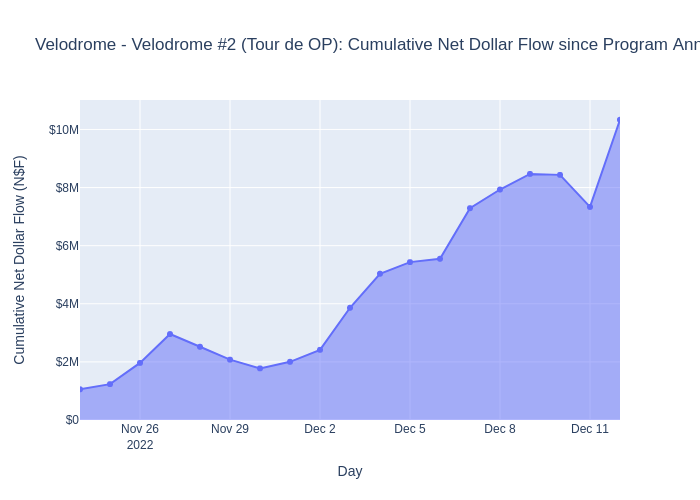 Velodrome - Velodrome #2 (Tour de OP): Cumulative Net Dollar Flow since Program
Cumulative Net Dollar Flow (N$F)
$10M
$8M
$6M
$4M
$2M
$0
Nov 26
2022
Nov 29
Dec 2
Dec 5
Dec 8
Dec 11
Day